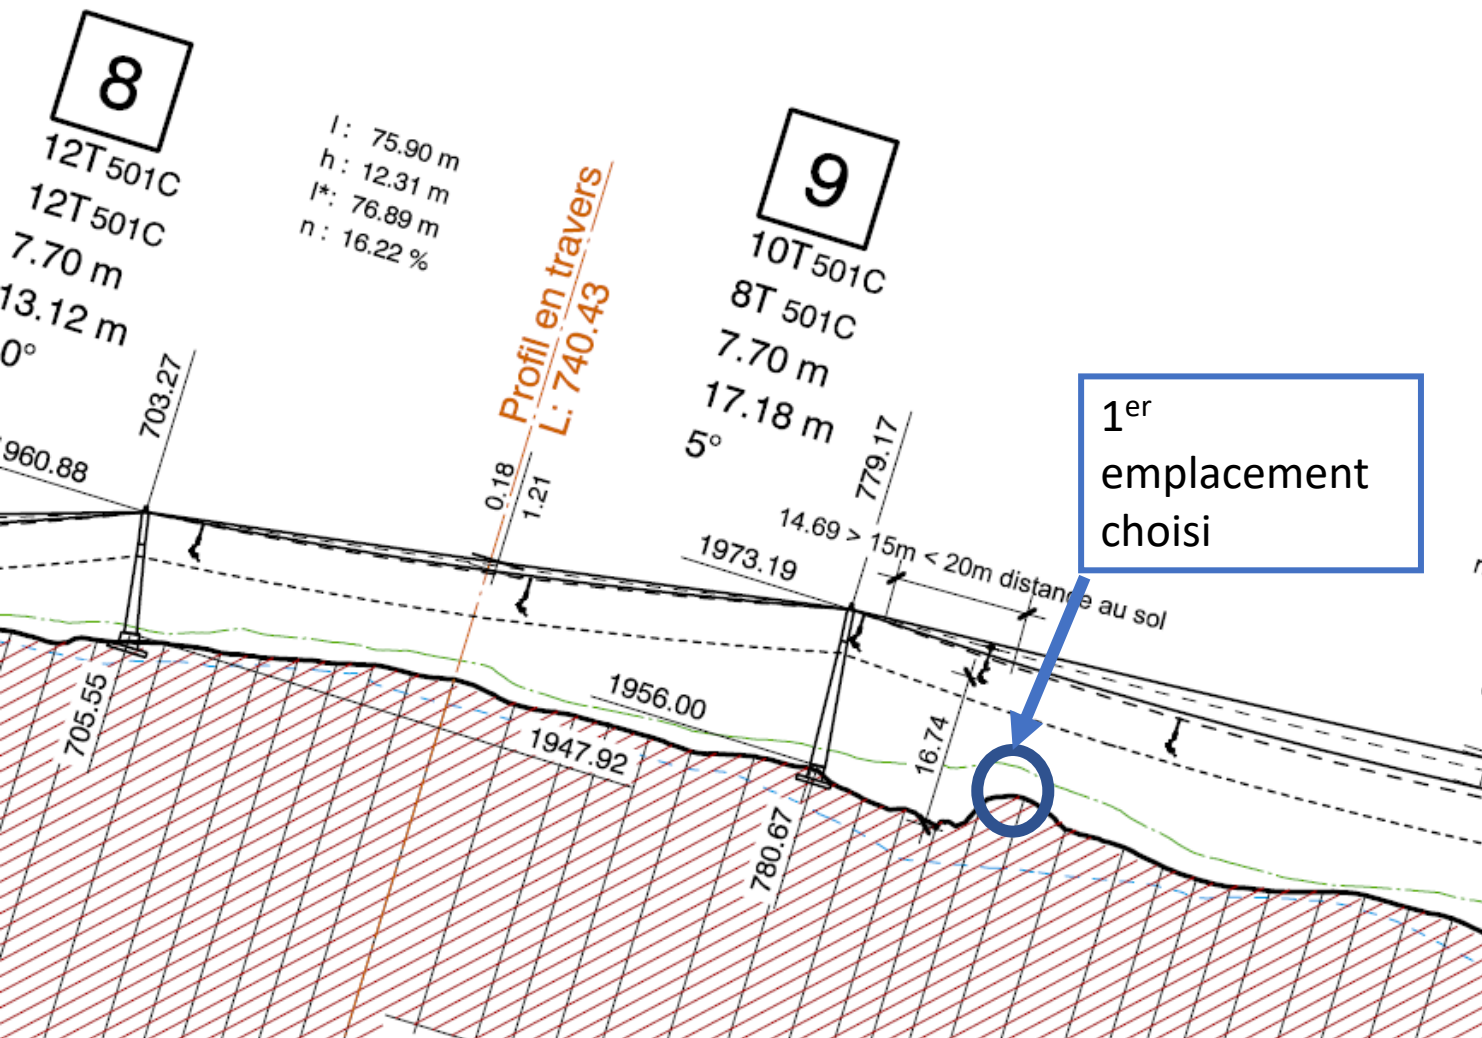 8
12T 501C
12T 501C
7.70 m
13.12 m
0°
l : 75.90 m
h : 12.31 m
l*: 76.89 m
n : 16.22 %
Profil en travers
L: 740.43
9
10T 501C
8T 501C
7.70 m
17.18 m
5°
703.27
1960.88
0.18
1.21
779.17
14.69 > 15m < 20m distance au sol
1973.19
1er
emplacement
choisi
705.55
1956.00
1947.92
16.74
780.67